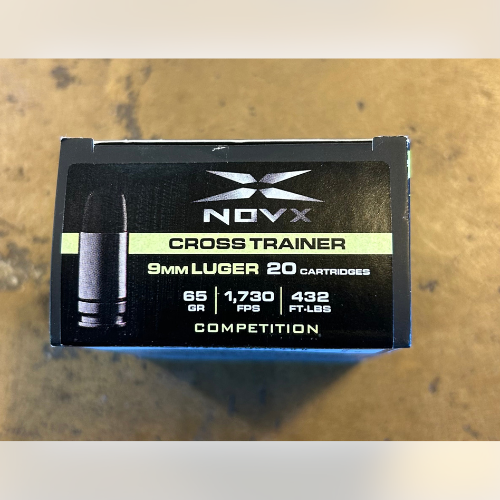 NOVX
CROSS TRAINER
9MM LUGER 20 CARTRIDGES
65 GR | 1,730 FPS | 432 FT-LBS
COMPETITION